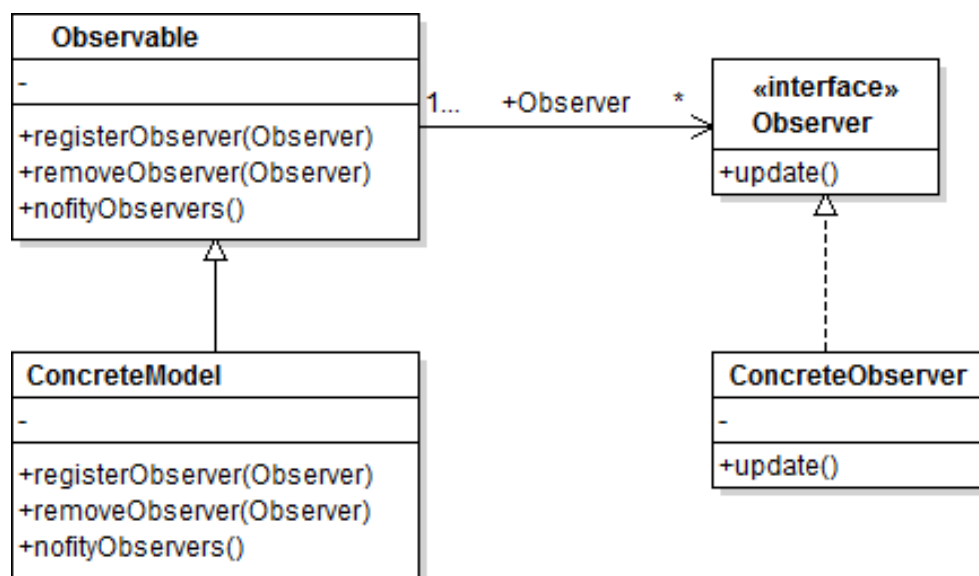 Observable
-
+registerObserver(Observer)
+removeObserver(Observer)
+nofityObservers()
1... +Observer *
«interface»
Observer
+update()
ConcreteModel
-
+registerObserver(Observer)
+removeObserver(Observer)
+nofityObservers()
ConcreteObserver
-
+update()